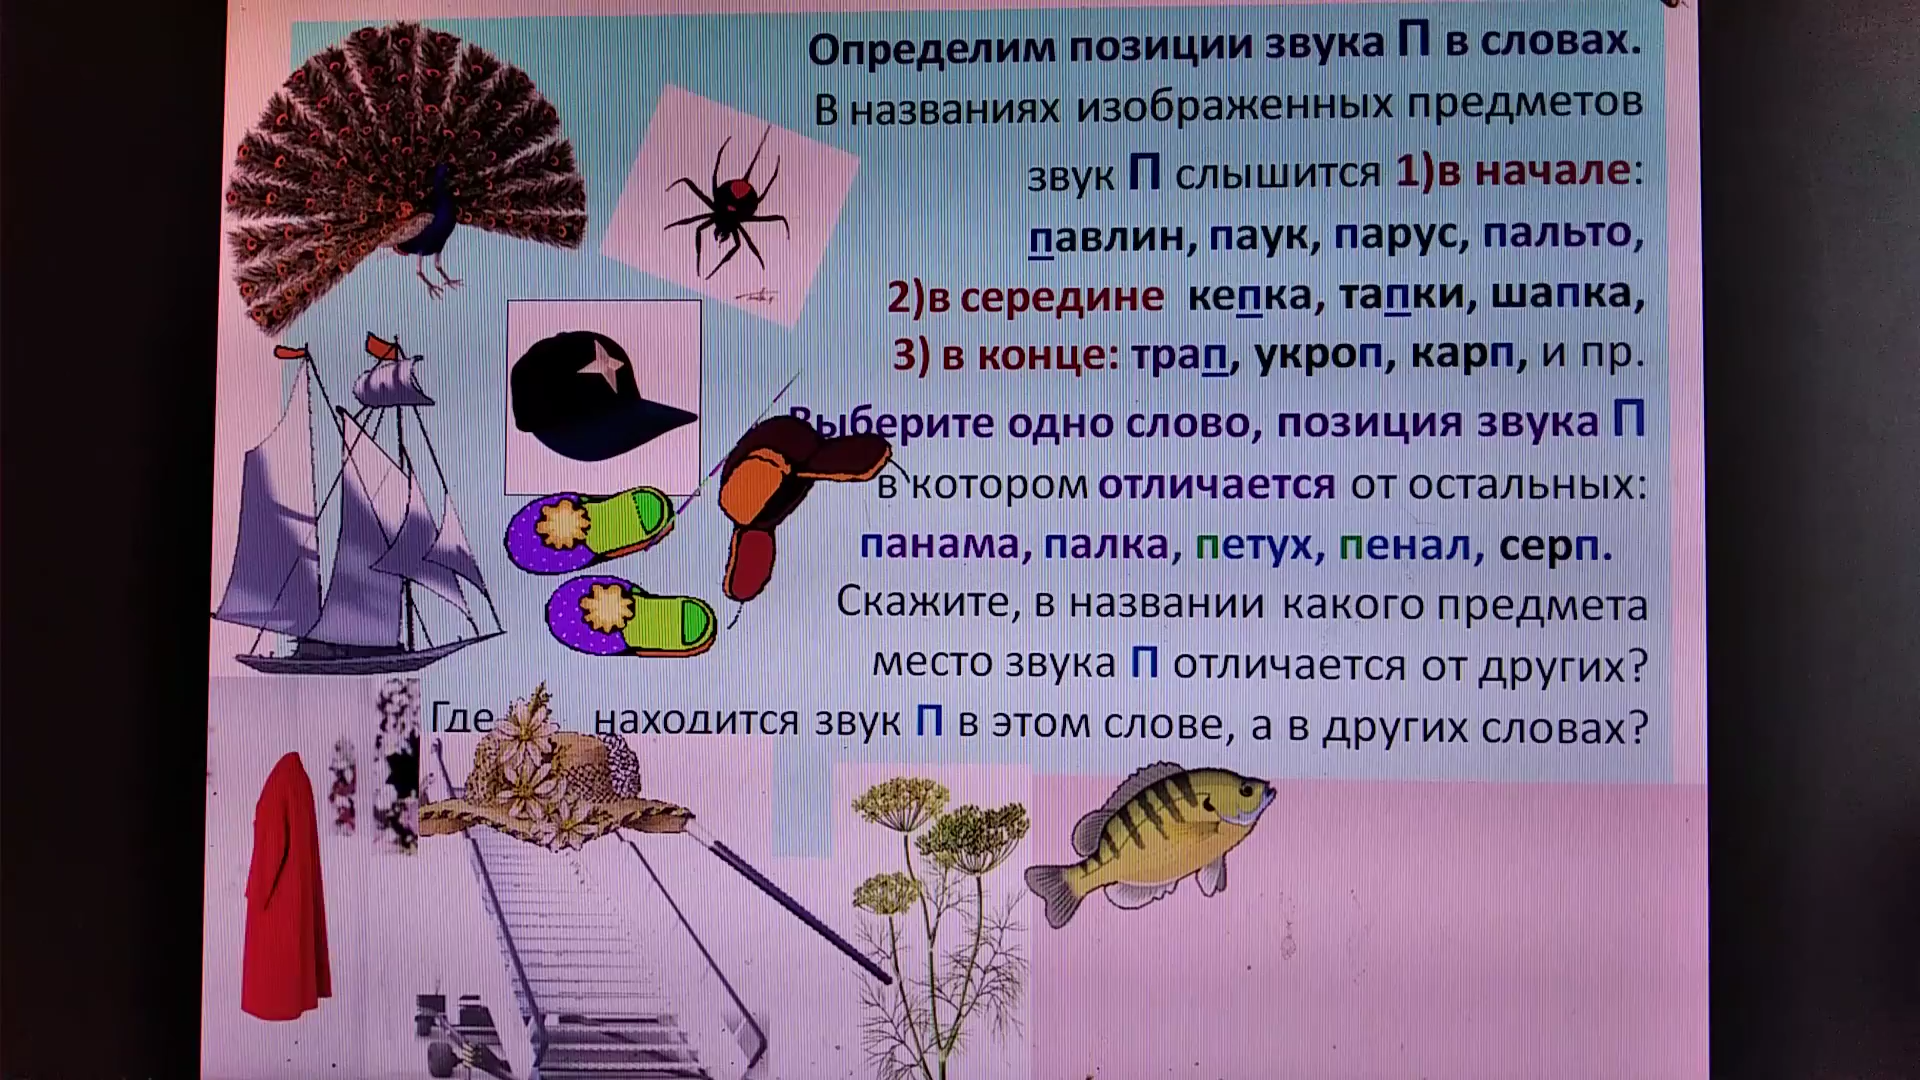 Определим позиции звука П в словах.
В названиях изображенных предметов
звук П слышится 1)в начале:
павлин, паук, парус, пальто,
2)в середине кепка, тапки, шапка,
3) в конце: трап, укроп, карп, и пр.
Выберите одно слово, позиция звука П
в котором отличается от остальных:
панама, палка, петух, пенал, серп.
Скажите, в названии какого предмета
место звука П отличается от других?
Где находится звук П в этом слове, а в других словах?